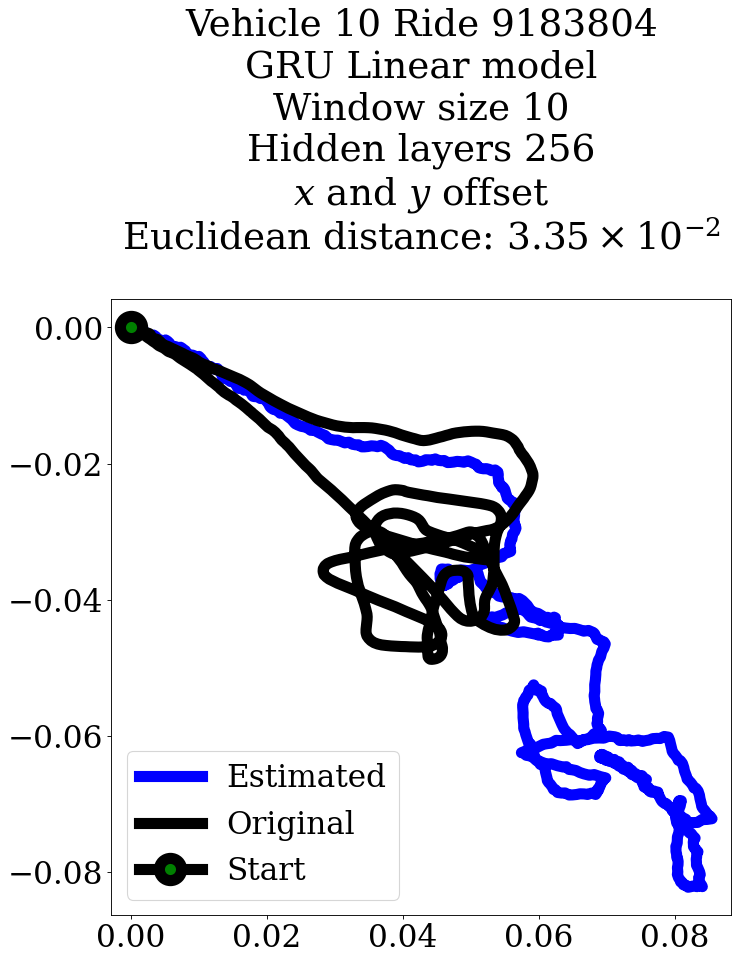 Vehicle 10 Ride 9183804
GRU Linear model
Window size 10
Hidden layers 256
x and y offset
Euclidean distance: 3.35 × 10⁻²
0.00
−0.02
−0.04
−0.06
−0.08
Estimated
Original
Start
0.00 0.02 0.04 0.06 0.08